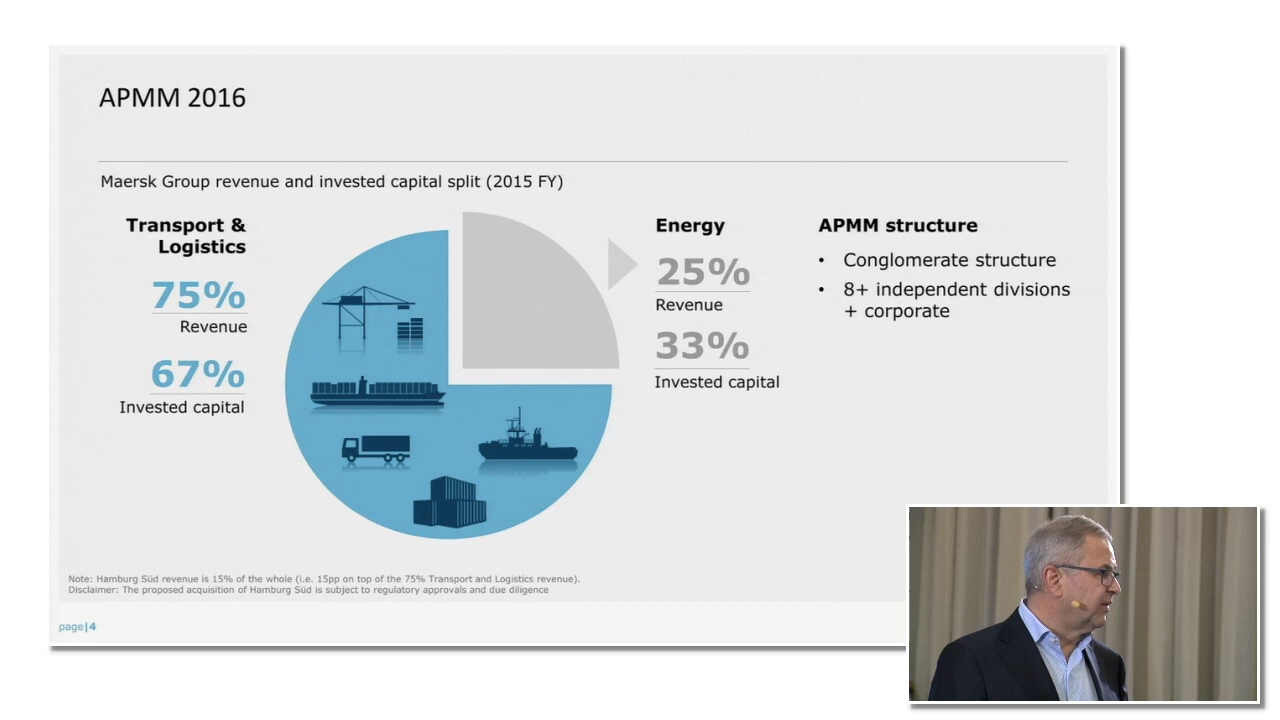 APMM 2016
Maersk Group revenue and invested capital split (2015 FY)
Transport &
Logistics
75%
Revenue
67%
Invested capital
Energy
25%
Revenue
33%
Invested capital
APMM structure
• Conglomerate structure
• 8+ independent divisions
+ corporate
Note: Hamburg Süd revenue is 15% of the whole (i.e. 15pp on top of the 75% Transport and Logistics revenue).
Disclaimer: The proposed acquisition of Hamburg Süd is subject to regulatory approvals and due diligence
page|4